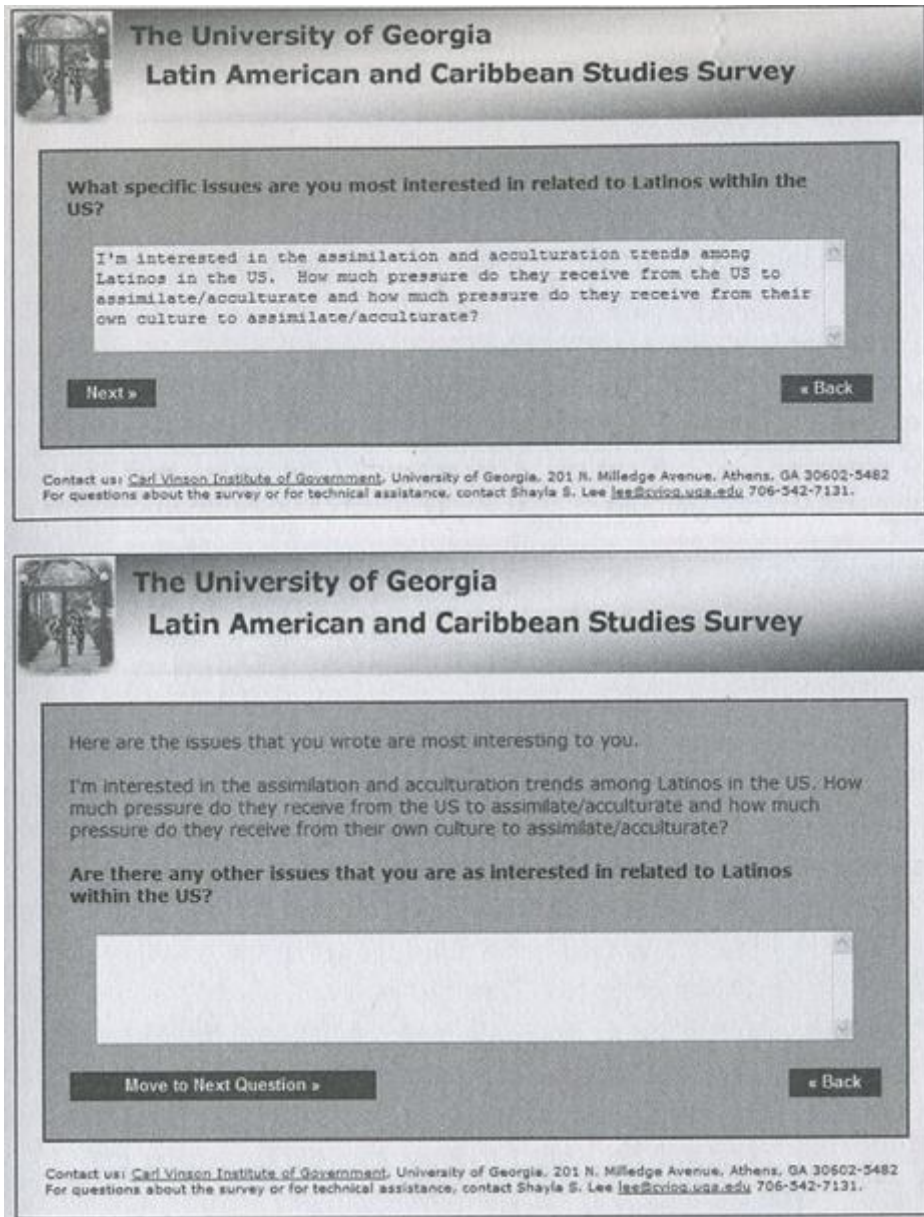 The University of Georgia
Latin American and Caribbean Studies Survey
What specific issues are you most interested in related to Latinos within the
US?
I'm interested in the assimilation and acculturation trends among
Latinos in the US. How much pressure do they receive from the US to
assimilate/acculturate and how much pressure do they receive from their
own culture to assimilate/acculturate?
Next »
« Back
Contact us: Carl Vinson Institute of Government, University of Georgia, 201 N. Milledge Avenue, Athens, GA 30602-5482
For questions about the survey or for technical assistance, contact Shayla S. Lee lee@cviog.uga.edu 706-542-7131.
The University of Georgia
Latin American and Caribbean Studies Survey
Here are the issues that you wrote are most interesting to you.
I'm interested in the assimilation and acculturation trends among Latinos in the US. How
much pressure do they receive from the US to assimilate/acculturate and how much
pressure do they receive from their own culture to assimilate/acculturate?
Are there any other issues that you are as interested in related to Latinos
within the US?
Move to Next Question »
« Back
Contact us: Carl Vinson Institute of Government, University of Georgia, 201 N. Milledge Avenue, Athens, GA 30602-5482
For questions about the survey or for technical assistance, contact Shayla S. Lee lee@cviog.uga.edu 706-542-7131.